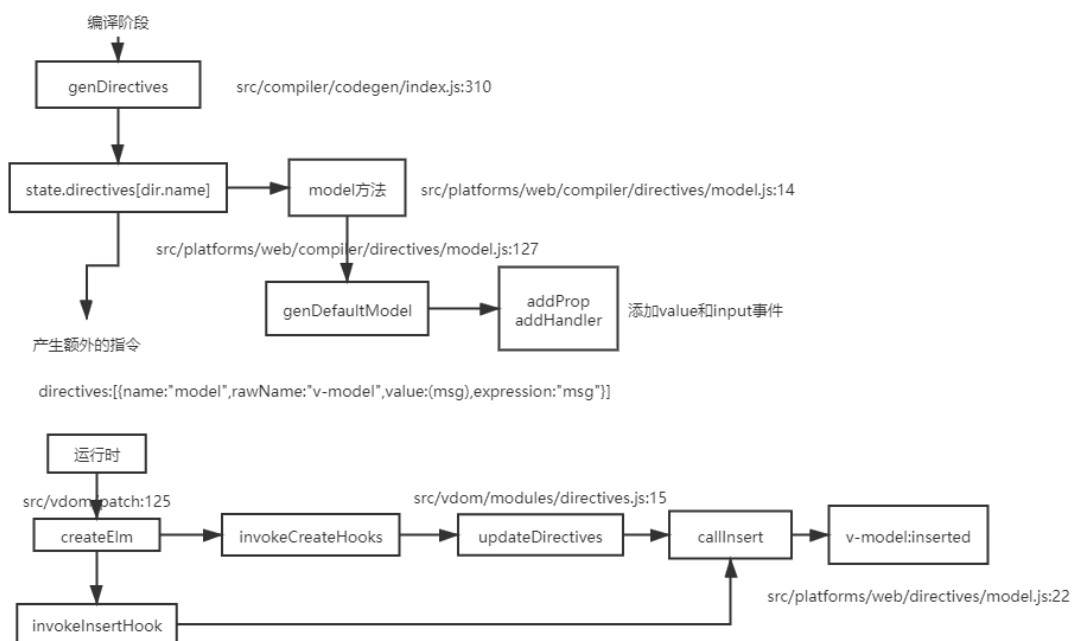 编译阶段
genDirectives
src/compiler/codegen/index.js:310
state.directives[dir.name]
model方法
src/platforms/web/compiler/directives/model.js:14
src/platforms/web/compiler/directives/model.js:127
genDefaultModel
addProp
addHandler
添加value和input事件
产生额外的指令
directives:[{name:"model",rawName:"v-model",value:(msg),expression:"msg"}]
运行时
src/vdom/patch:125
src/vdom/modules/directives.js:15
createElm
invokeCreateHooks
updateDirectives
callInsert
v-model:inserted
src/platforms/web/directives/model.js:22
invokeInsertHook